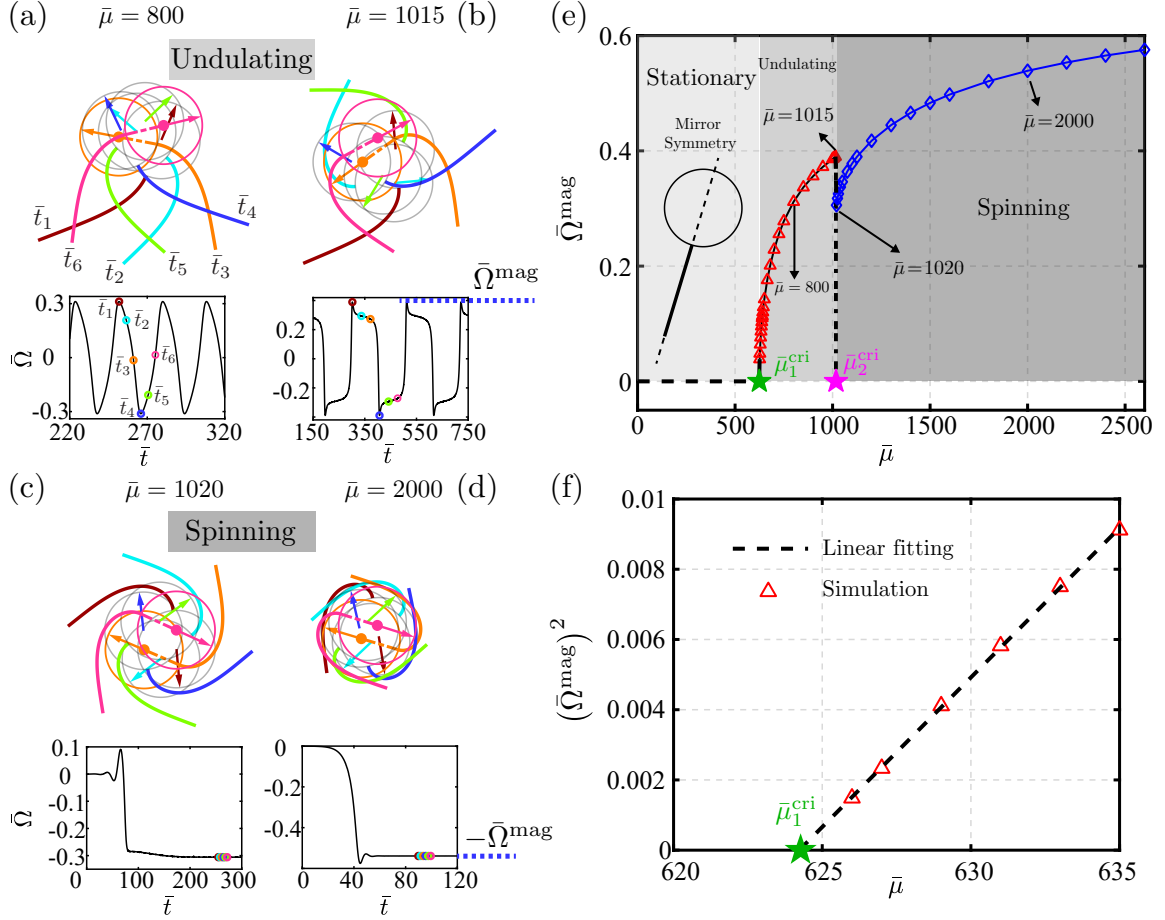 (a)
μ̄ = 800
(b)
μ̄ = 1015
Undulating
t̄₁
t̄₆
t̄₂
t̄₅
t̄₃
t̄₄
Ω̄ᵐᵃᵍ
Ω̄
0.3
0
-0.3
t̄₁
t̄₂
t̄₃
t̄₄
t̄₅
t̄₆
220
270
320
t̄
0.2
0
-0.2
150
350
550
750
t̄
(c)
μ̄ = 1020
μ̄ = 2000
(d)
Spinning
Ω̄
0.1
0
-0.1
-0.2
-0.3
0
100
200
300
t̄
0
-0.2
-0.4
0
40
80
120
t̄
−Ω̄ᵐᵃᵍ
(e)
Ω̄ᵐᵃᵍ
0.6
0.4
0.2
0
Stationary
Undulating
μ̄ = 1015
Mirror
Symmetry
μ̄ = 2000
Spinning
μ̄ = 1020
μ̄ = 800
μ̄₁ᶜʳⁱ
μ̄₂ᶜʳⁱ
0
500
1000
1500
2000
2500
μ̄
(f)
(Ω̄ᵐᵃᵍ)²
0.01
0.008
0.006
0.004
0.002
0
Linear fitting
Simulation
μ̄₁ᶜʳⁱ
620
625
630
635
μ̄